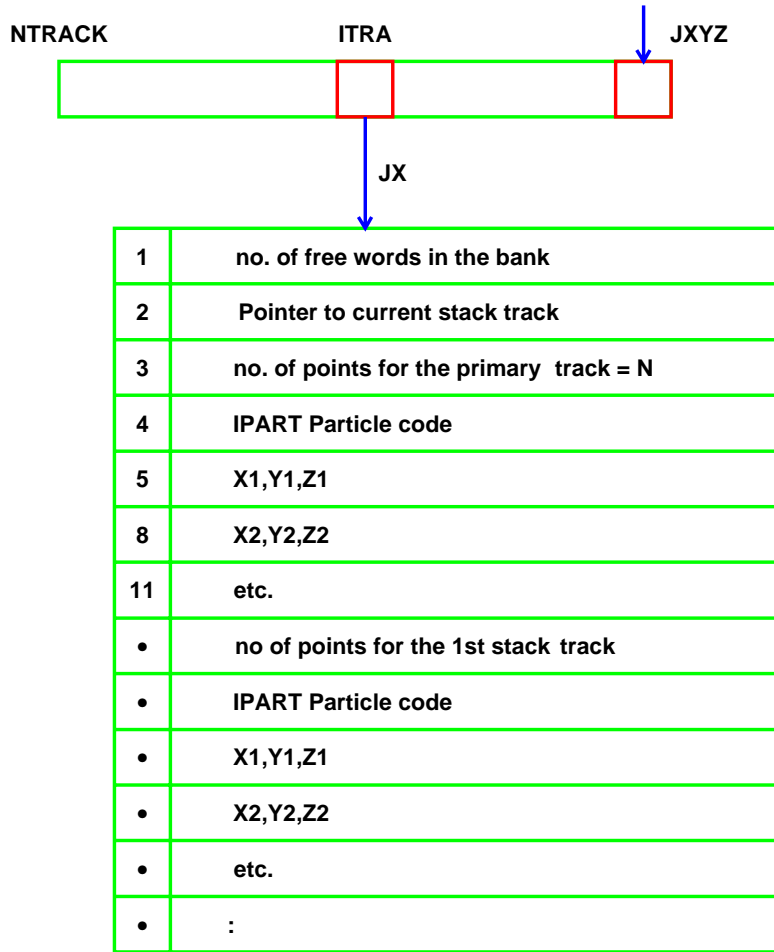 NTRACK ITRA JXYZ
JX
1 no. of free words in the bank
2 Pointer to current stack track
3 no. of points for the primary track = N
4 IPART Particle code
5 X1,Y1,Z1
8 X2,Y2,Z2
11 etc.
• no of points for the 1st stack track
• IPART Particle code
• X1,Y1,Z1
• X2,Y2,Z2
• etc.
• :